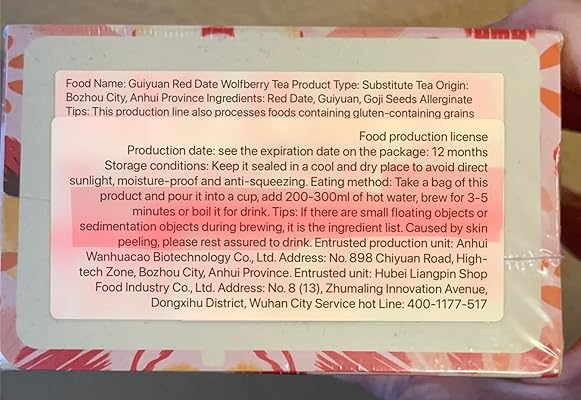 Food Name: Guiyuan Red Date Wolfberry Tea Product Type: Substitute Tea Origin:
Bozhou City, Anhui Province Ingredients: Red Date, Guiyuan, Goji Seeds Allerginate
Tips: This production line also processes foods containing gluten-containing grains
Food production license
Production date: see the expiration date on the package: 12 months
Storage conditions: Keep it sealed in a cool and dry place to avoid direct
sunlight, moisture-proof and anti-squeezing. Eating method: Take a bag of this
product and pour it into a cup, add 200-300ml of hot water, brew for 3-5
minutes or boil it for drink. Tips: If there are small floating objects or
sedimentation objects during brewing, it is the ingredient list. Caused by skin
peeling, please rest assured to drink. Entrusted production unit: Anhui
Wanhuacao Biotechnology Co., Ltd. Address: No. 898 Chiyuan Road, High-
tech Zone, Bozhou City, Anhui Province. Entrusted unit: Hubei Liangpin Shop
Food Industry Co., Ltd. Address: No. 8 (13), Zhumaling Innovation Avenue,
Dongxihu District, Wuhan City Service hot Line: 400-1177-517